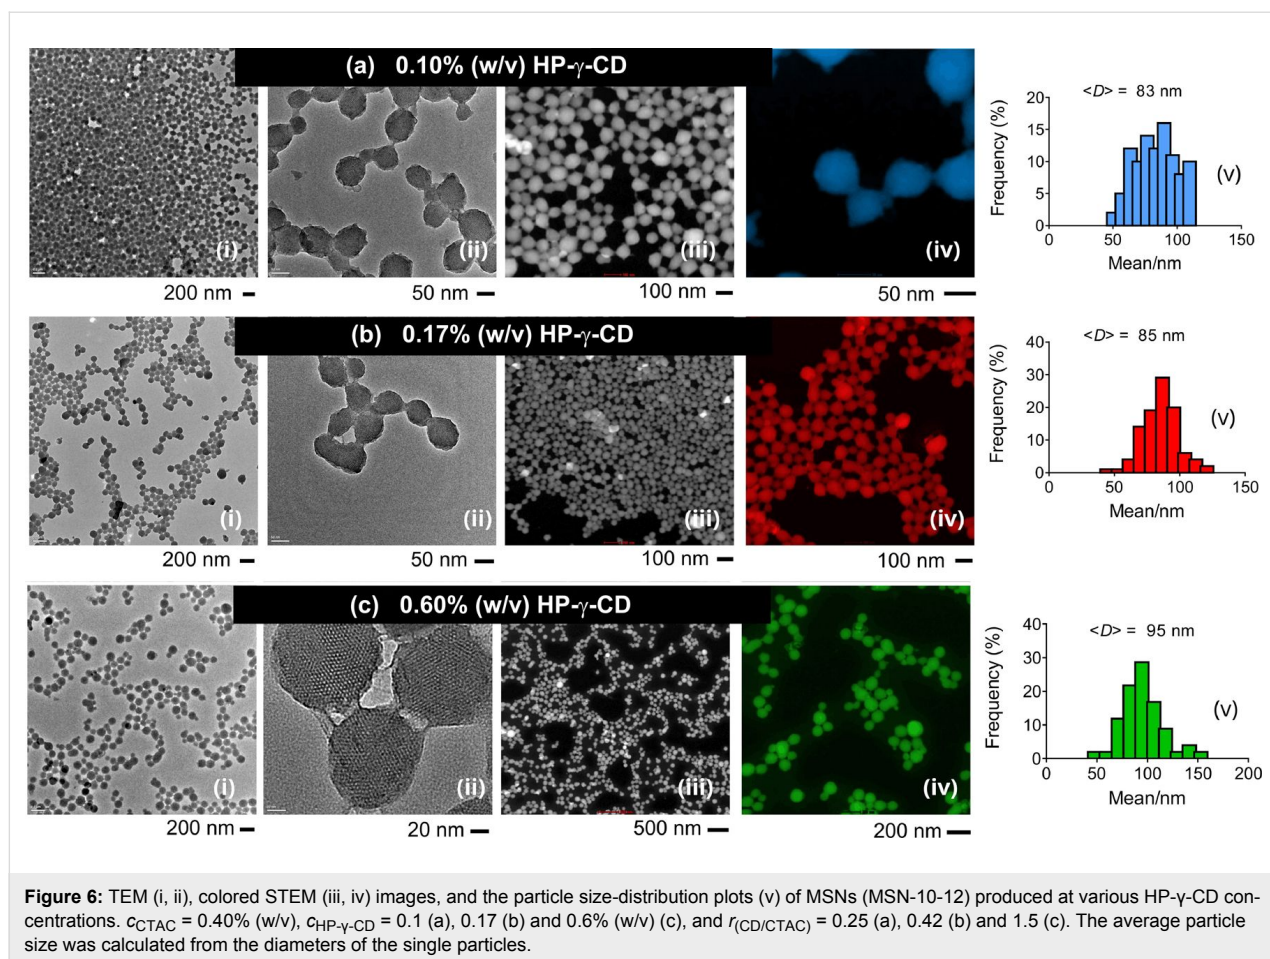 (a) 0.10% (w/v) HP-γ-CD
(i)
(ii)
(iii)
(iv)
200 nm
50 nm
100 nm
50 nm
<D> = 83 nm
Frequency (%)
20
15
10
5
0
(v)
0 50 100 150
Mean/nm
(b) 0.17% (w/v) HP-γ-CD
(i)
(ii)
(iii)
(iv)
200 nm
50 nm
100 nm
100 nm
<D> = 85 nm
Frequency (%)
40
30
20
10
0
(v)
0 50 100 150
Mean/nm
(c) 0.60% (w/v) HP-γ-CD
(i)
(ii)
(iii)
(iv)
200 nm
20 nm
500 nm
200 nm
<D> = 95 nm
Frequency (%)
40
30
20
10
0
(v)
0 50 100 150 200
Mean/nm
Figure 6: TEM (i, ii), colored STEM (iii, iv) images, and the particle size-distribution plots (v) of MSNs (MSN-10-12) produced at various HP-γ-CD con-
centrations. cCTAC = 0.40% (w/v), cHP-γ-CD = 0.1 (a), 0.17 (b) and 0.6% (w/v) (c), and r(CD/CTAC) = 0.25 (a), 0.42 (b) and 1.5 (c). The average particle
size was calculated from the diameters of the single particles.